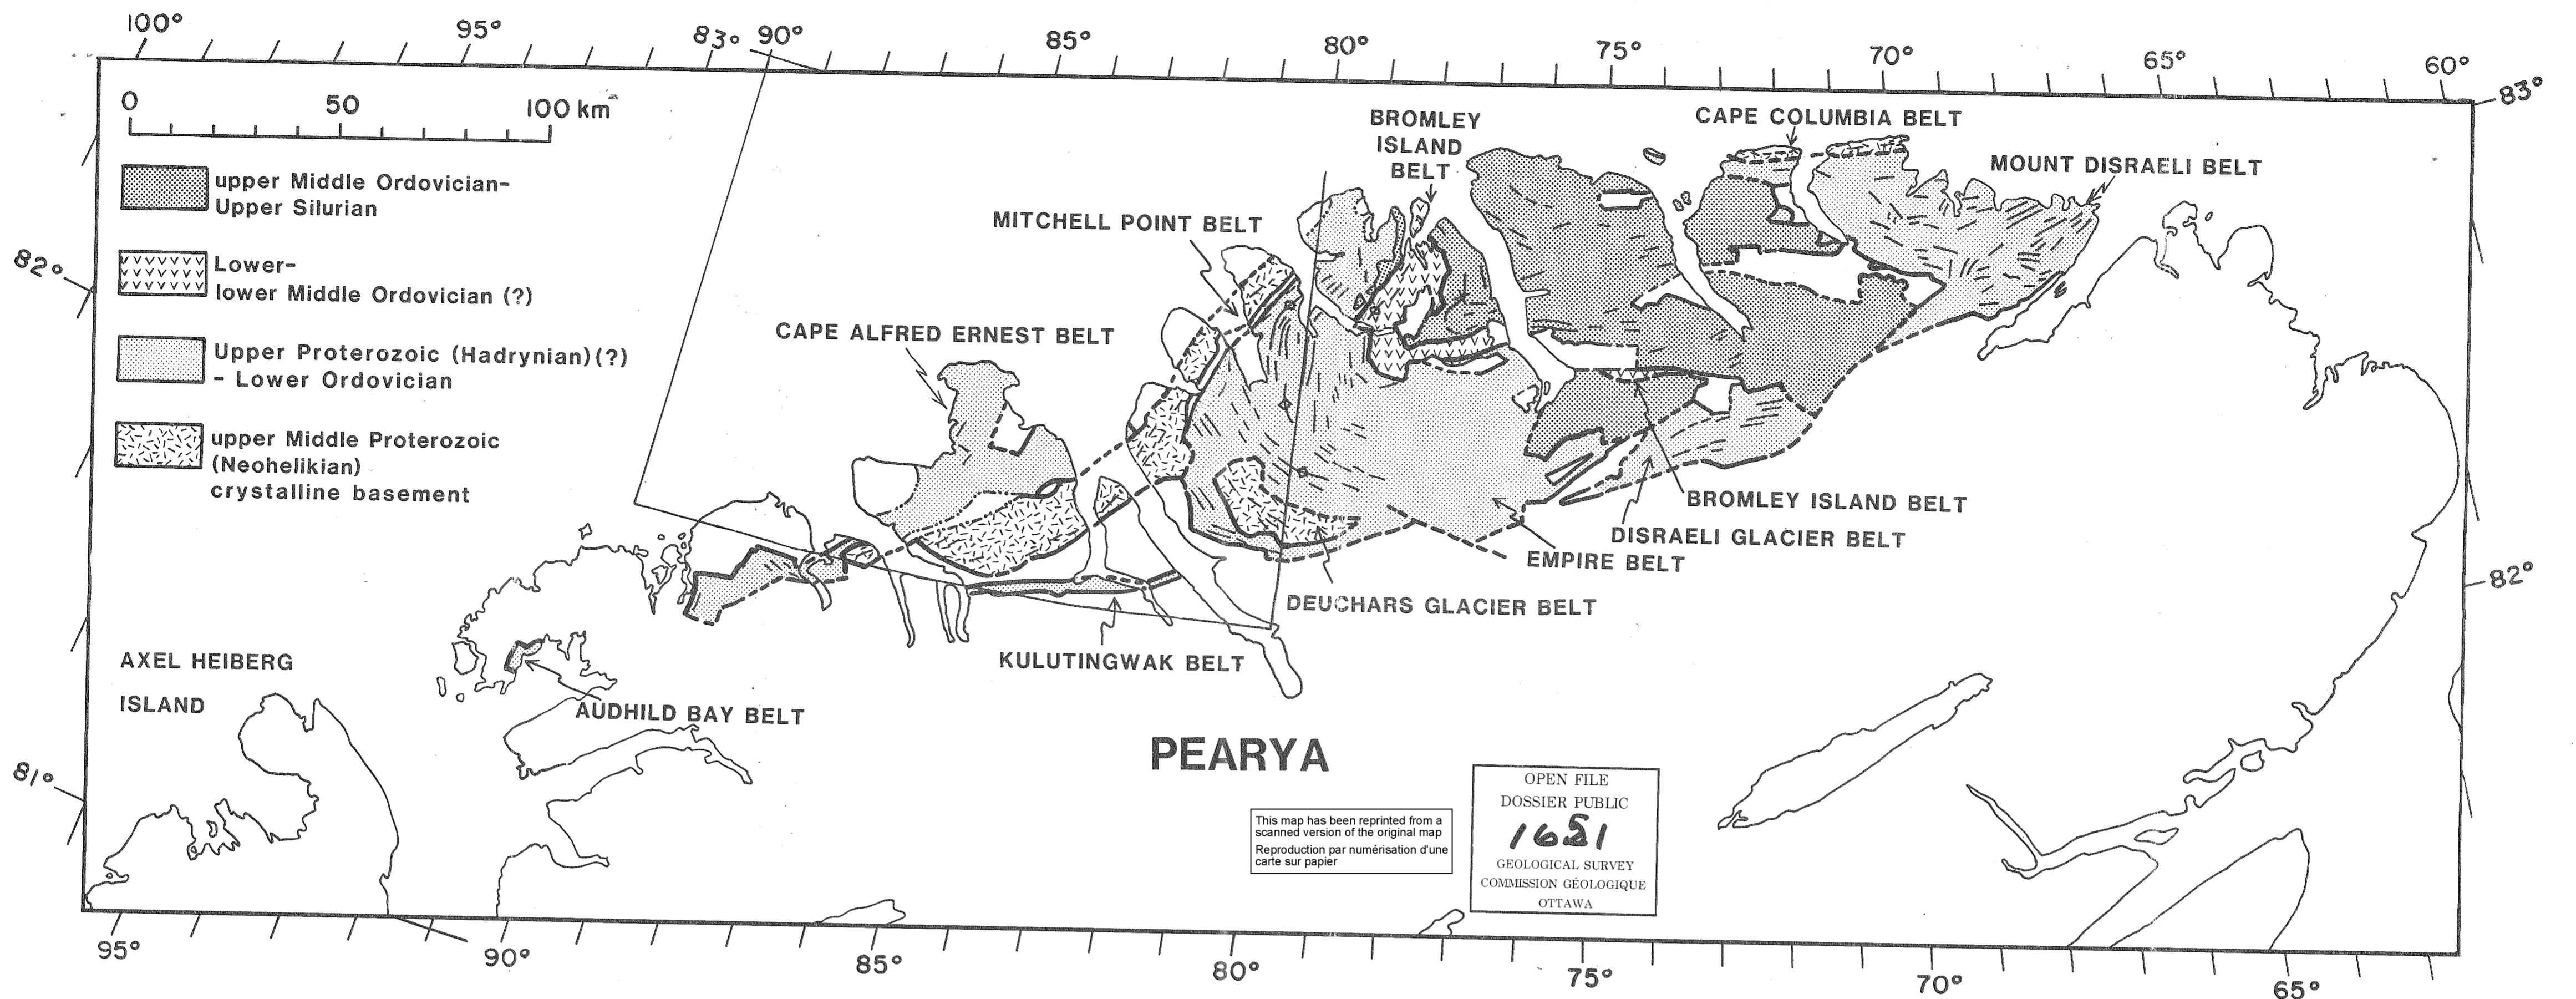 100° 95° 83° 90° 85° 80° 75° 70° 65° 60°
83°
0 50 100 km
BROMLEY
ISLAND
BELT
CAPE COLUMBIA BELT
MOUNT DISRAELI BELT
upper Middle Ordovician-
Upper Silurian
MITCHELL POINT BELT
82°
Lower-
lower Middle Ordovician (?)
CAPE ALFRED ERNEST BELT
Upper Proterozoic (Hadrynian) (?)
- Lower Ordovician
upper Middle Proterozoic
(Neohelikian)
crystalline basement
BROMLEY ISLAND BELT
DISRAELI GLACIER BELT
EMPIRE BELT
82°
DEUCHARS GLACIER BELT
KULUTINGWAK BELT
AXEL HEIBERG
ISLAND
AUDHILD BAY BELT
PEARYA
81°
This map has been reprinted from a
scanned version of the original map
Reproduction par numérisation d'une
carte sur papier
OPEN FILE
DOSSIER PUBLIC
GEOLOGICAL SURVEY
COMMISSION GÉOLOGIQUE
OTTAWA
95° 90° 85° 80° 75° 70° 65°